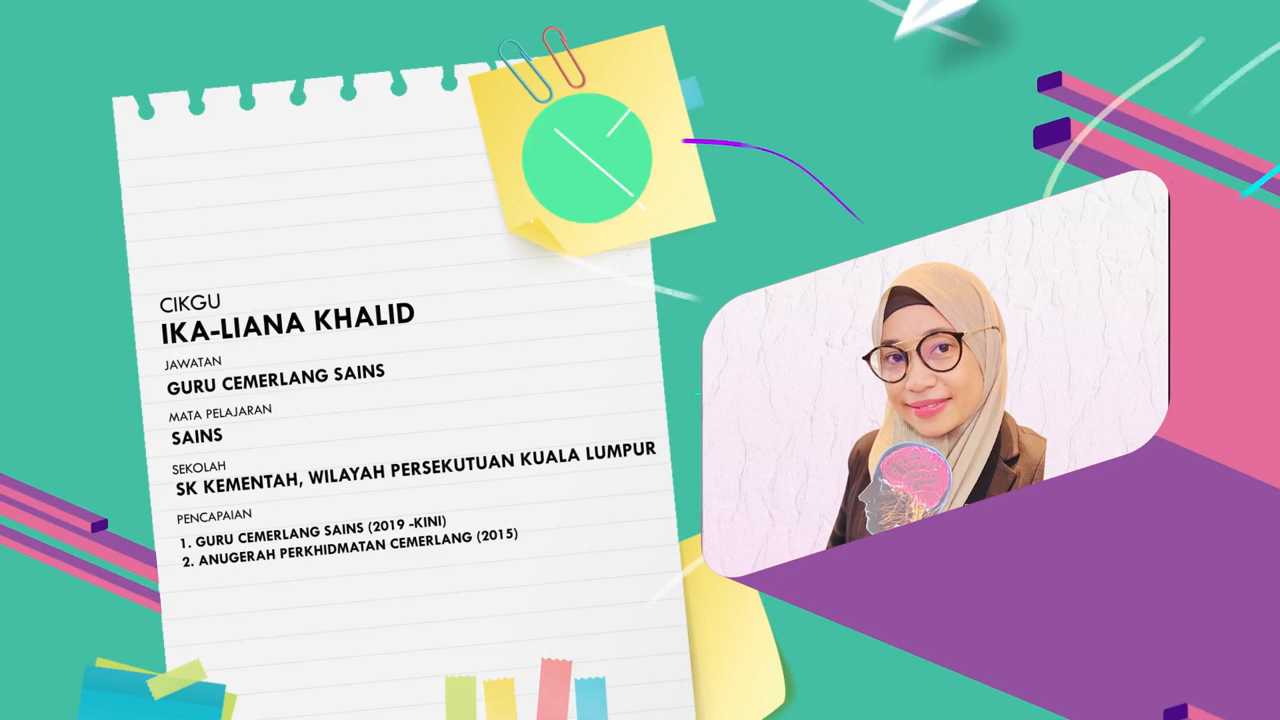 CIKGU
IKA-LIANA KHALID
JAWATAN
GURU CEMERLANG SAINS
MATA PELAJARAN
SAINS
SEKOLAH
SK KEMENTAH, WILAYAH PERSEKUTUAN KUALA LUMPUR
PENCAPAIAN
1. GURU CEMERLANG SAINS (2019 -KINI)
2. ANUGERAH PERKHIDMATAN CEMERLANG (2015)